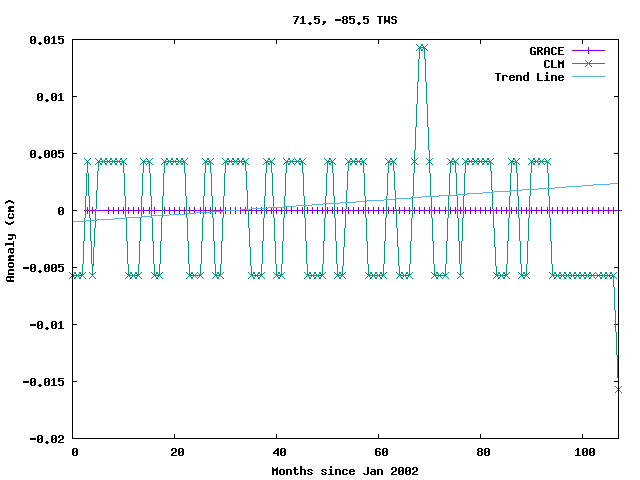 71.5, -85.5 TWS
GRACE
CLM
Trend Line
0.015
0.01
0.005
0
-0.005
-0.01
-0.015
-0.02
Anomaly (cm)
0 20 40 60 80 100
Months since Jan 2002